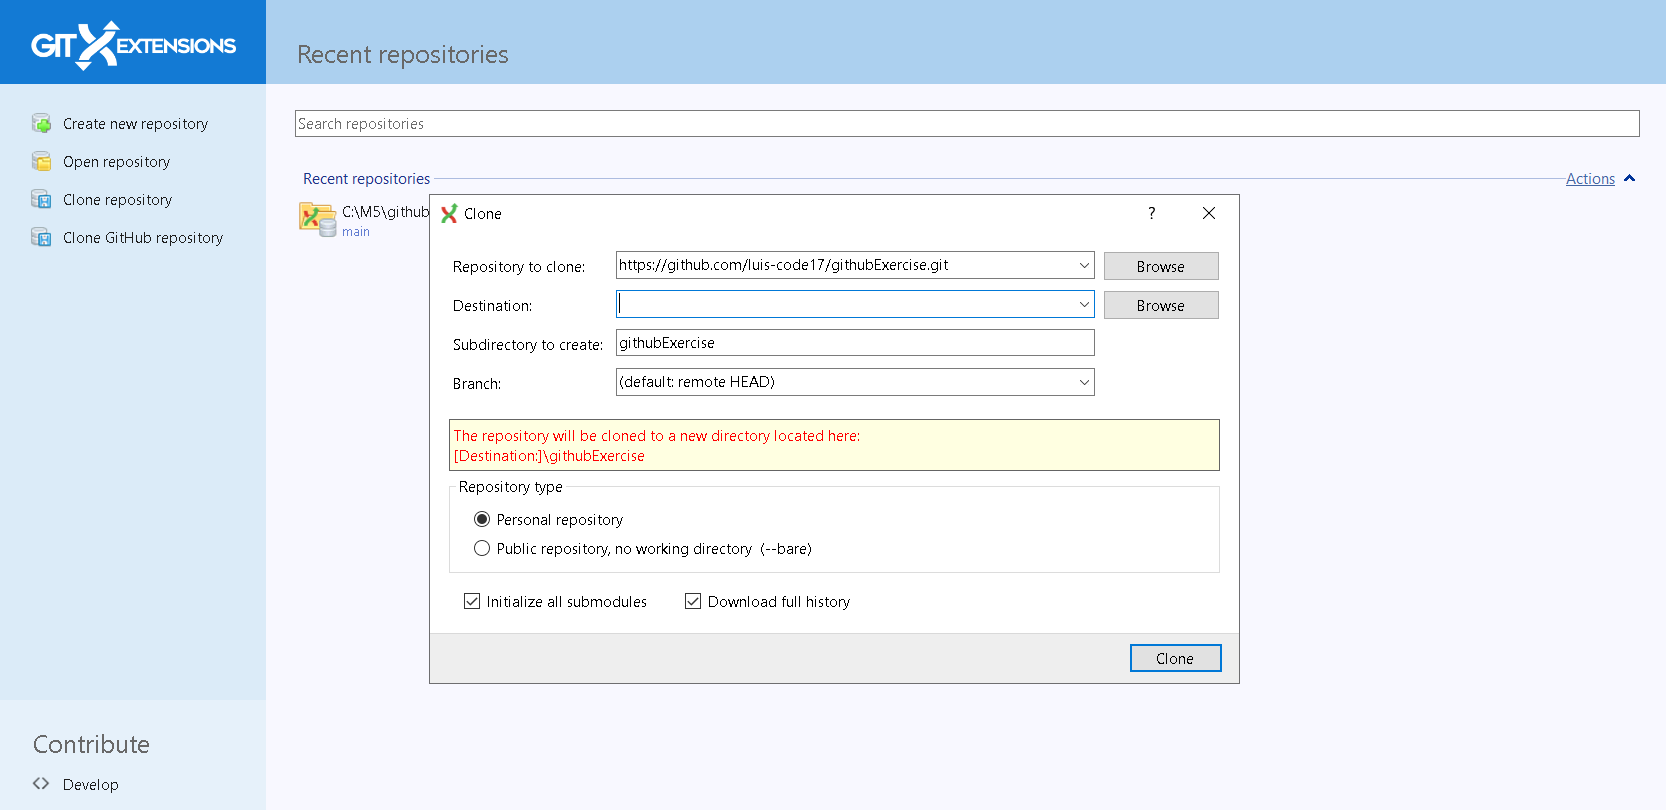 GIT EXTENSIONS
Recent repositories
Create new repository
Open repository
Clone repository
Clone GitHub repository
Search repositories
Recent repositories
Actions
C:\M5\github
main
Clone
?
Repository to clone:
https://github.com/luis-code17/githubExercise.git
Browse
Destination:
Browse
Subdirectory to create:
githubExercise
Branch:
(default: remote HEAD)
The repository will be cloned to a new directory located here:
[Destination:]\githubExercise
Repository type
Personal repository
Public repository, no working directory (--bare)
Initialize all submodules
Download full history
Clone
Contribute
Develop